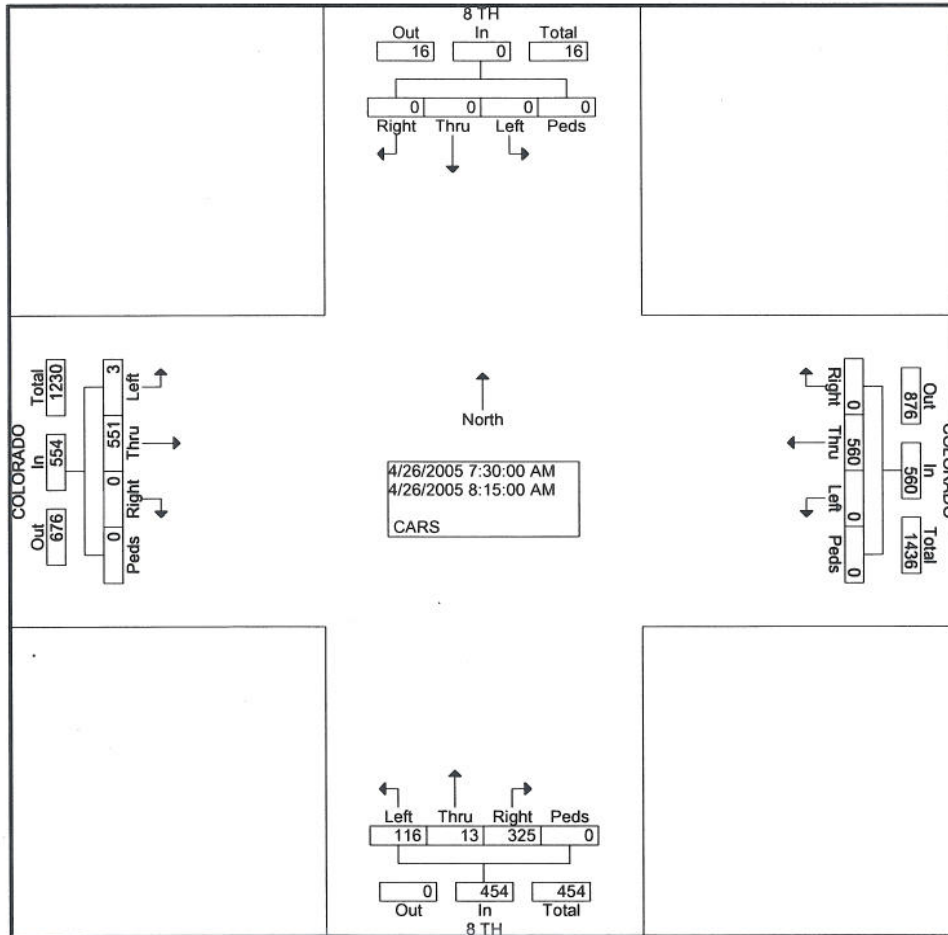 8 TH
Out In Total
16 0 16
0 0 0 0
Right Thru Left Peds
COLORADO
Total In Out
1230 554 676
3 551 0 0
Left Thru Right Peds
North
4/26/2005 7:30:00 AM
4/26/2005 8:15:00 AM
CARS
Right Thru Left Peds
0 560 0 0
Out In Total
876 560 1436
COLORADO
Left Thru Right Peds
116 13 325 0
0 454 454
Out In Total
8 TH